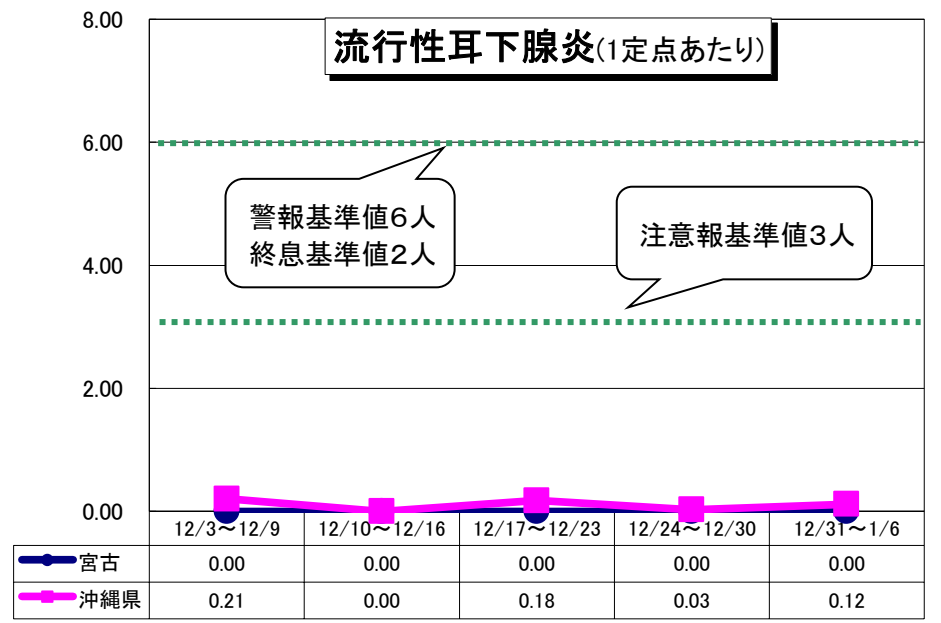 流行性耳下腺炎(1定点あたり)
8.00
6.00
警報基準値6人
終息基準値2人
注意報基準値3人
4.00
2.00
0.00
12/3～12/9 12/10～12/16 12/17～12/23 12/24～12/30 12/31～1/6
宮古 0.00 0.00 0.00 0.00 0.00
沖縄県 0.21 0.00 0.18 0.03 0.12